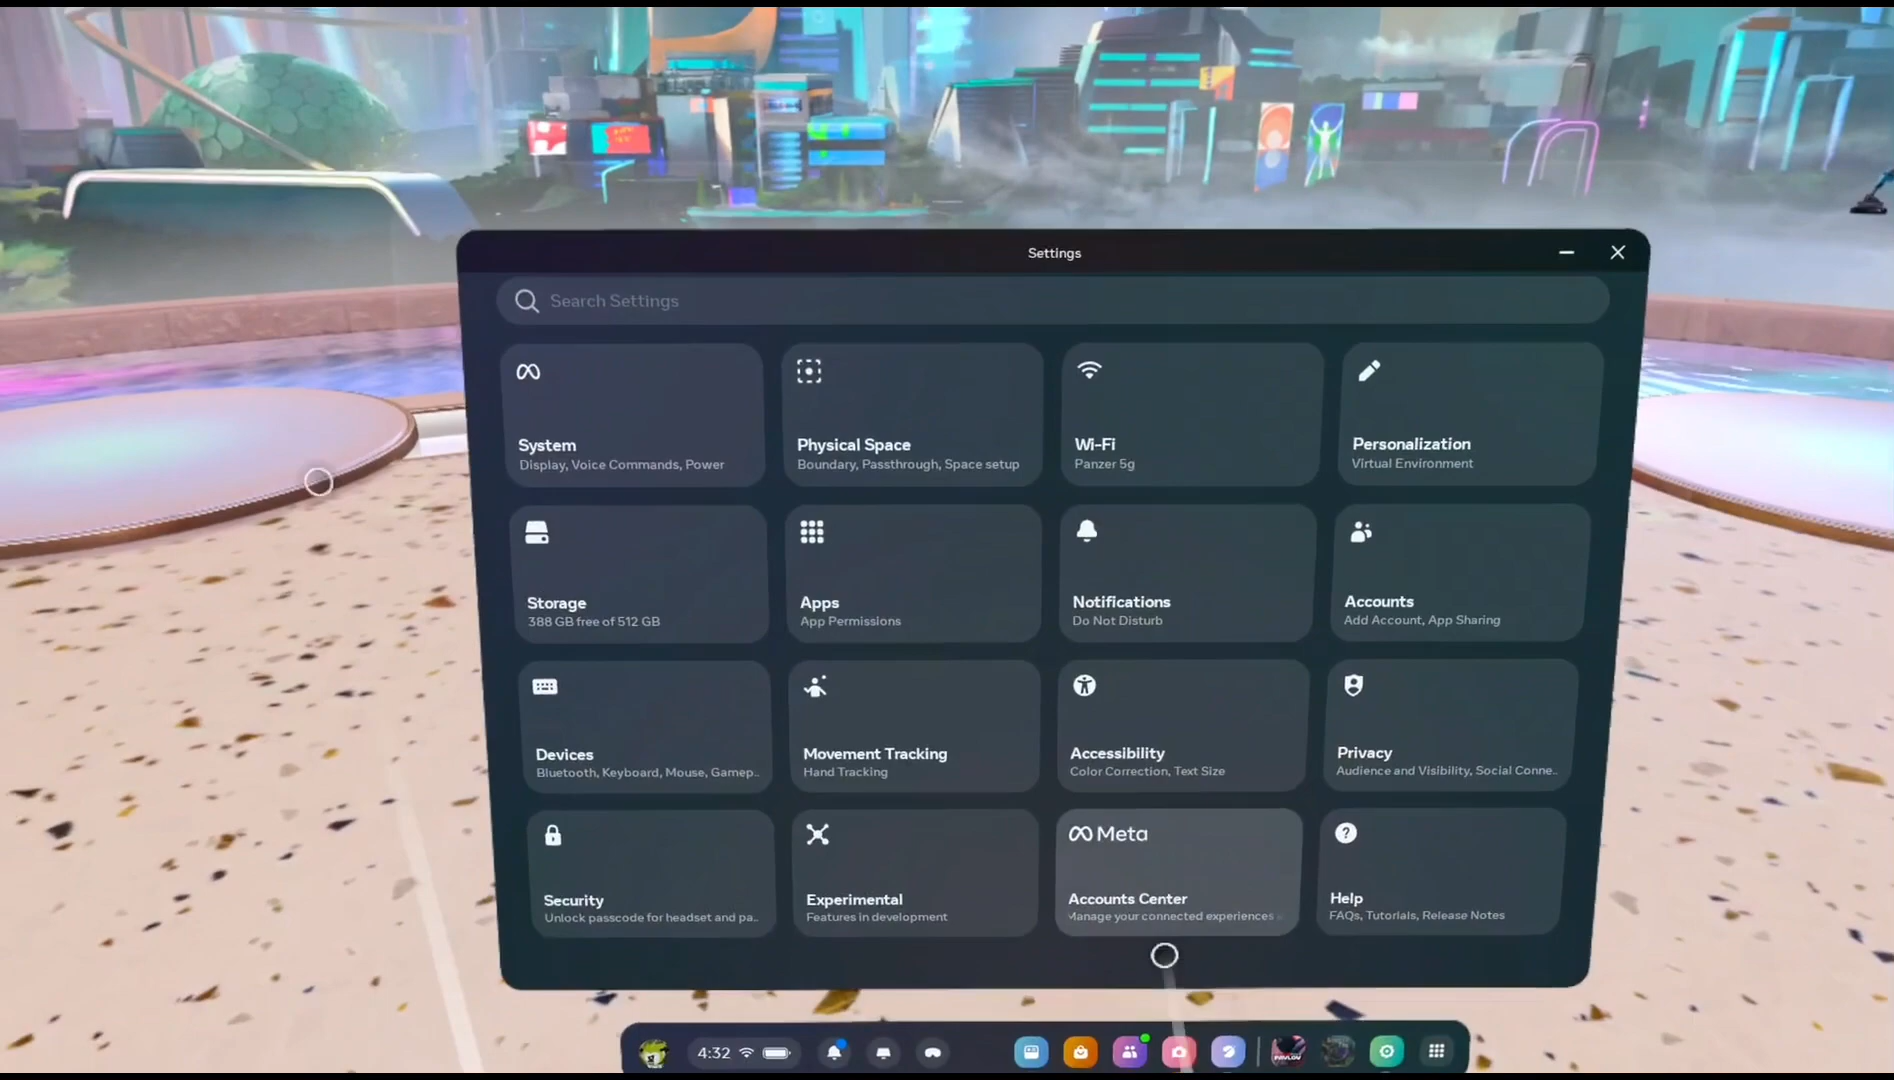 Settings
Search Settings
System
Display, Voice Commands, Power
Physical Space
Boundary, Passthrough, Space setup
Wi-Fi
Panzer 5g
Personalization
Virtual Environment
Storage
388 GB free of 512 GB
Apps
App Permissions
Notifications
Do Not Disturb
Accounts
Add Account, App Sharing
Devices
Bluetooth, Keyboard, Mouse, Gamep..
Movement Tracking
Hand Tracking
Accessibility
Color Correction, Text Size
Privacy
Audience and Visibility, Social Conne..
Security
Unlock passcode for headset and pa..
Experimental
Features in development
Meta
Accounts Center
Manage your connected experiences
Help
FAQs, Tutorials, Release Notes
4:32
PAVLOV